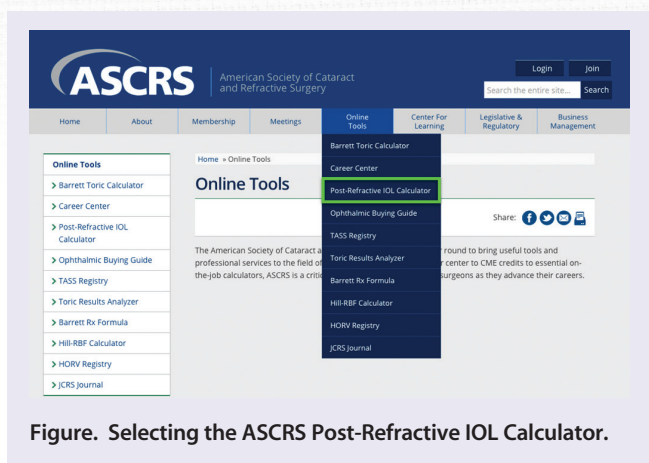 ASCRS
American Society of Cataract
and Refractive Surgery
Login
Join
Search the entire site...
Search
Home
About
Membership
Meetings
Online
Tools
Center For
Learning
Legislative &
Regulatory
Business
Management
Online Tools
> Barrett Toric Calculator
> Career Center
> Post-Refractive IOL
Calculator
> Ophthalmic Buying Guide
> TASS Registry
> Toric Results Analyzer
> Barrett Rx Formula
> Hill-RBF Calculator
> HORV Registry
> JCRS Journal
Home » Online Tools
Online Tools
Share:
The American Society of Cataract a
round to bring useful tools and
professional services to the field of
center to CME credits to essential on-
the-job calculators, ASCRS is a criti
surgeons as they advance their careers.
Barrett Toric Calculator
Career Center
Post-Refractive IOL Calculator
Ophthalmic Buying Guide
TASS Registry
Toric Results Analyzer
Barrett Rx Formula
Hill-RBF Calculator
HORV Registry
JCRS Journal
Figure. Selecting the ASCRS Post-Refractive IOL Calculator.